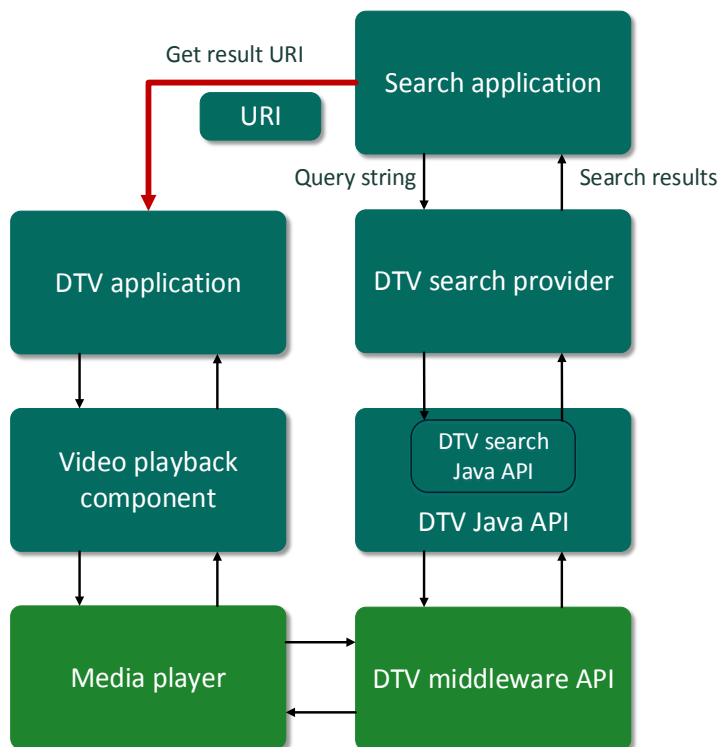 Get result URI
Search application
URI
Query string
Search results
DTV application
DTV search provider
Video playback
component
DTV search
Java API
DTV Java API
Media player
DTV middleware API